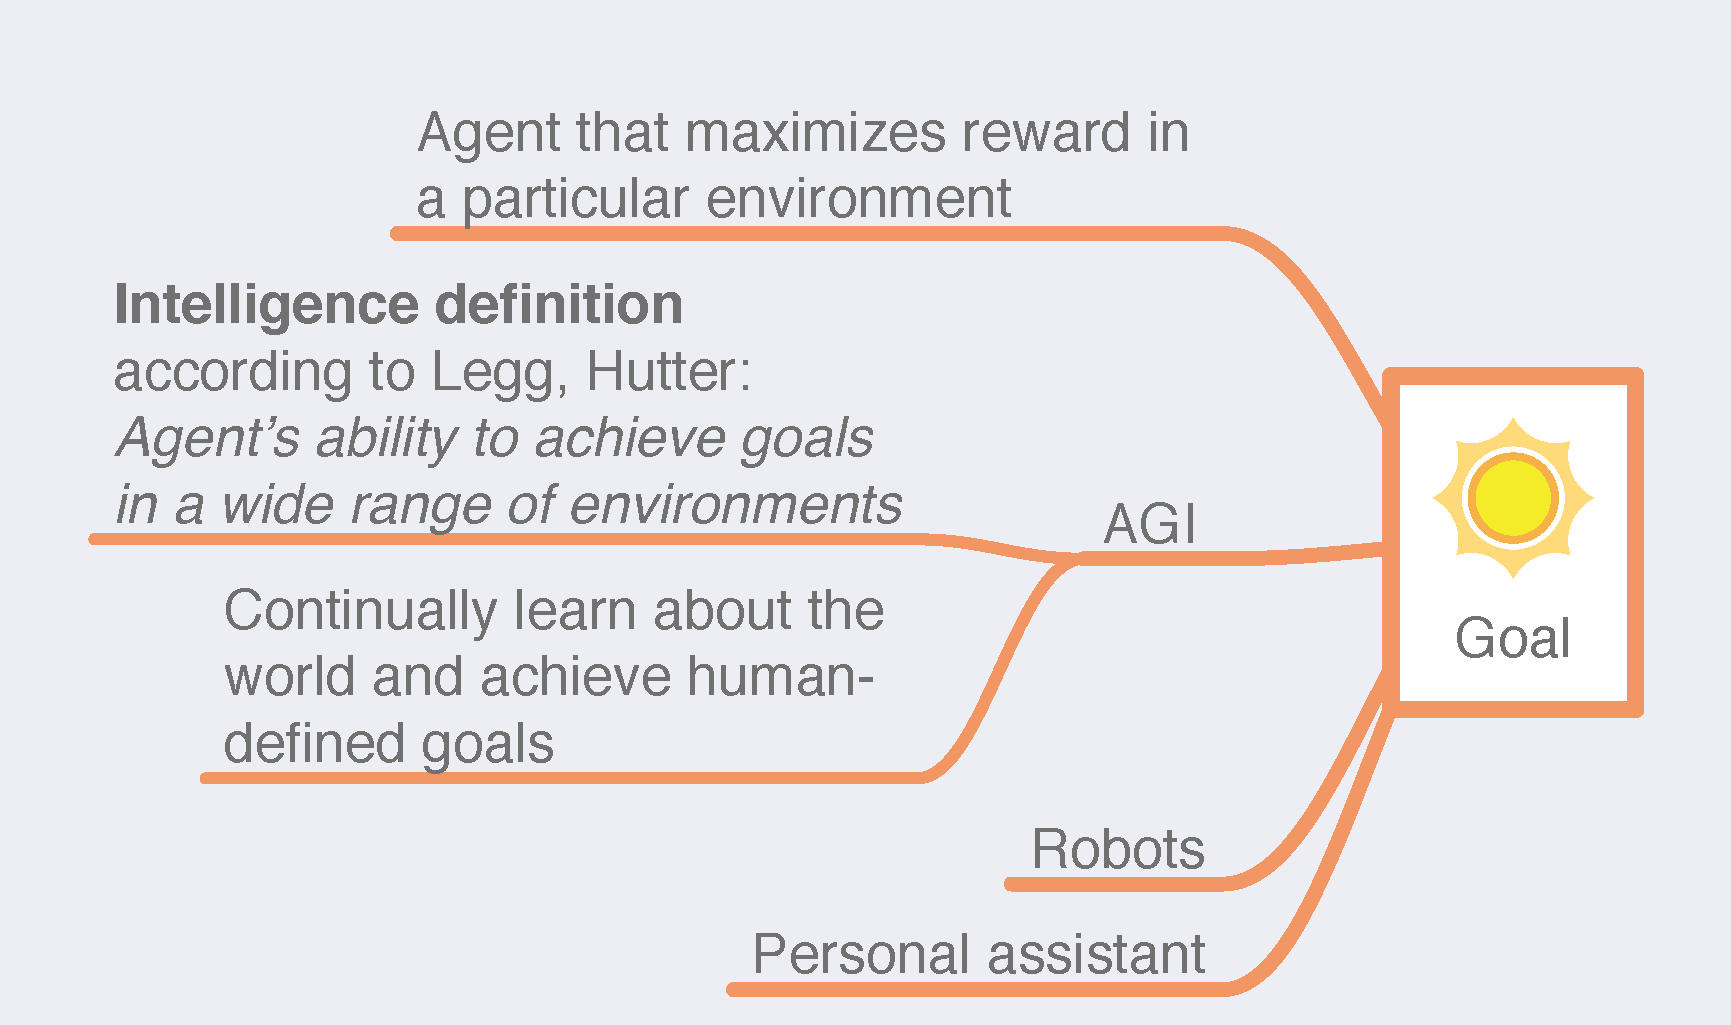 Agent that maximizes reward in
a particular environment
Intelligence definition
according to Legg, Hutter:
Agent’s ability to achieve goals
in a wide range of environments
AGI
Continually learn about the
world and achieve human-
defined goals
Goal
Robots
Personal assistant